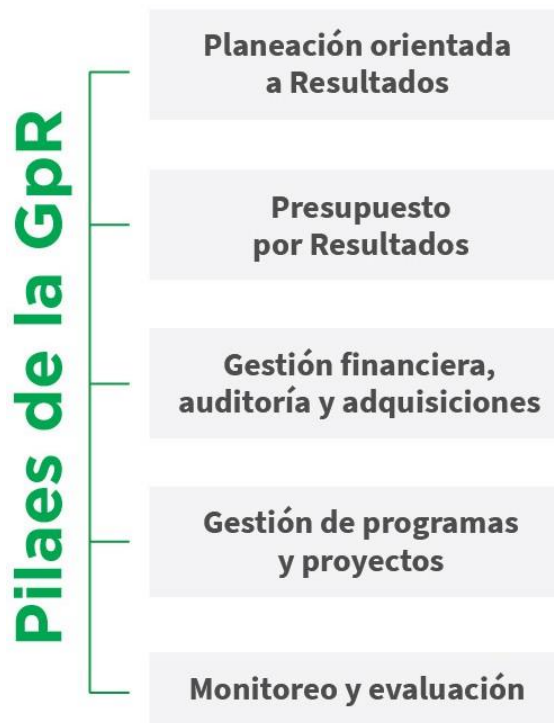 Pilaes de la GpR
Planeación orientada
a Resultados
Presupuesto
por Resultados
Gestión financiera,
auditoría y adquisiciones
Gestión de programas
y proyectos
Monitoreo y evaluación